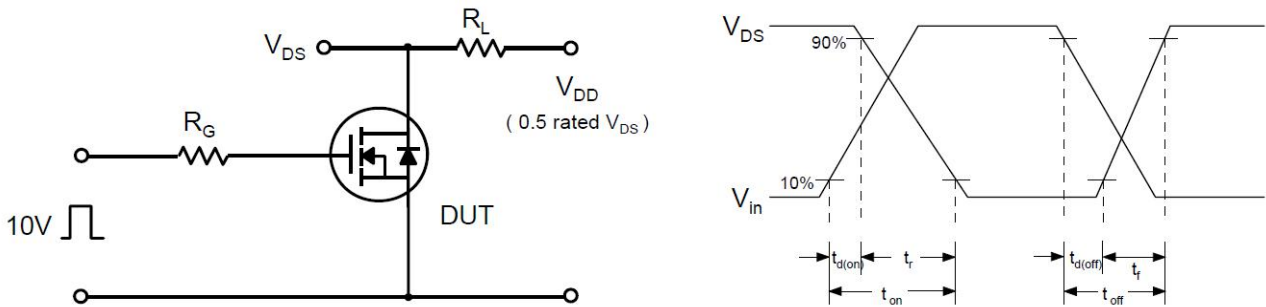 V_DS
R_L
V_DD
( 0.5 rated V_DS )
R_G
10V
DUT
V_DS
90%
10%
V_in
t_d(on)
t_r
t_on
t_d(off)
t_f
t_off